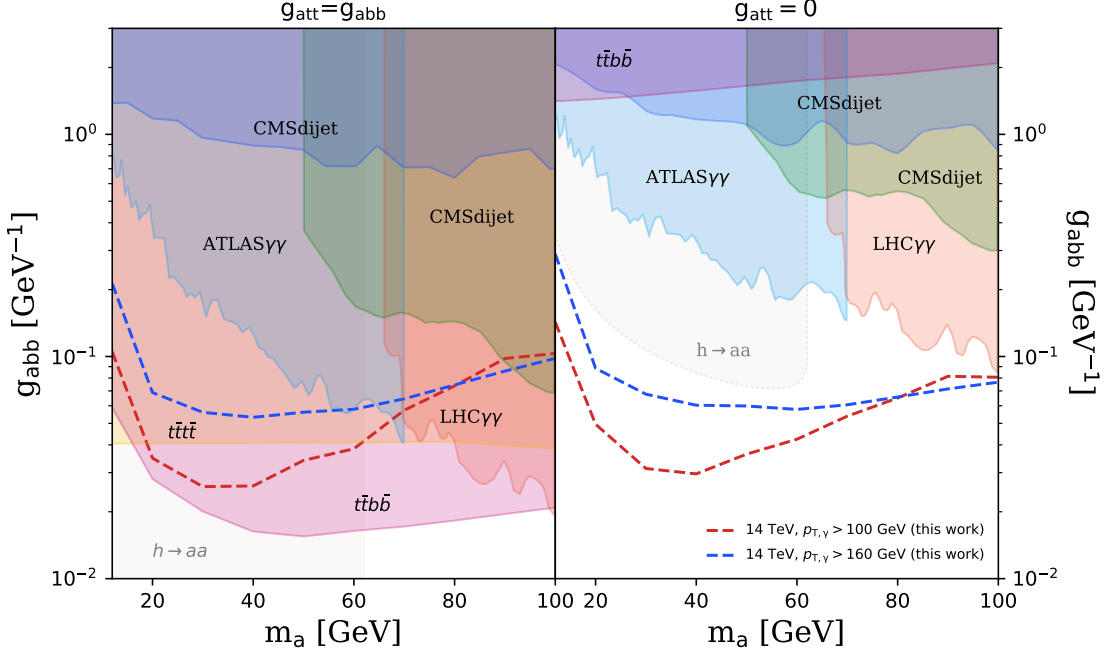 g_att=g_abb
g_att = 0
g_abb [GeV⁻¹]
10⁰
10⁻¹
10⁻²
CMSdijet
ATLASγγ
CMSdijet
LHCγγ
tt̄tt̄
tt̄bb̄
h → aa
20 40 60 80 100
m_a [GeV]
tt̄bb̄
CMSdijet
ATLASγγ
CMSdijet
LHCγγ
h → aa
14 TeV, p_T,γ > 100 GeV (this work)
14 TeV, p_T,γ > 160 GeV (this work)
20 40 60 80 100
m_a [GeV]
10⁰
10⁻¹
10⁻²
g_abb [GeV⁻¹]